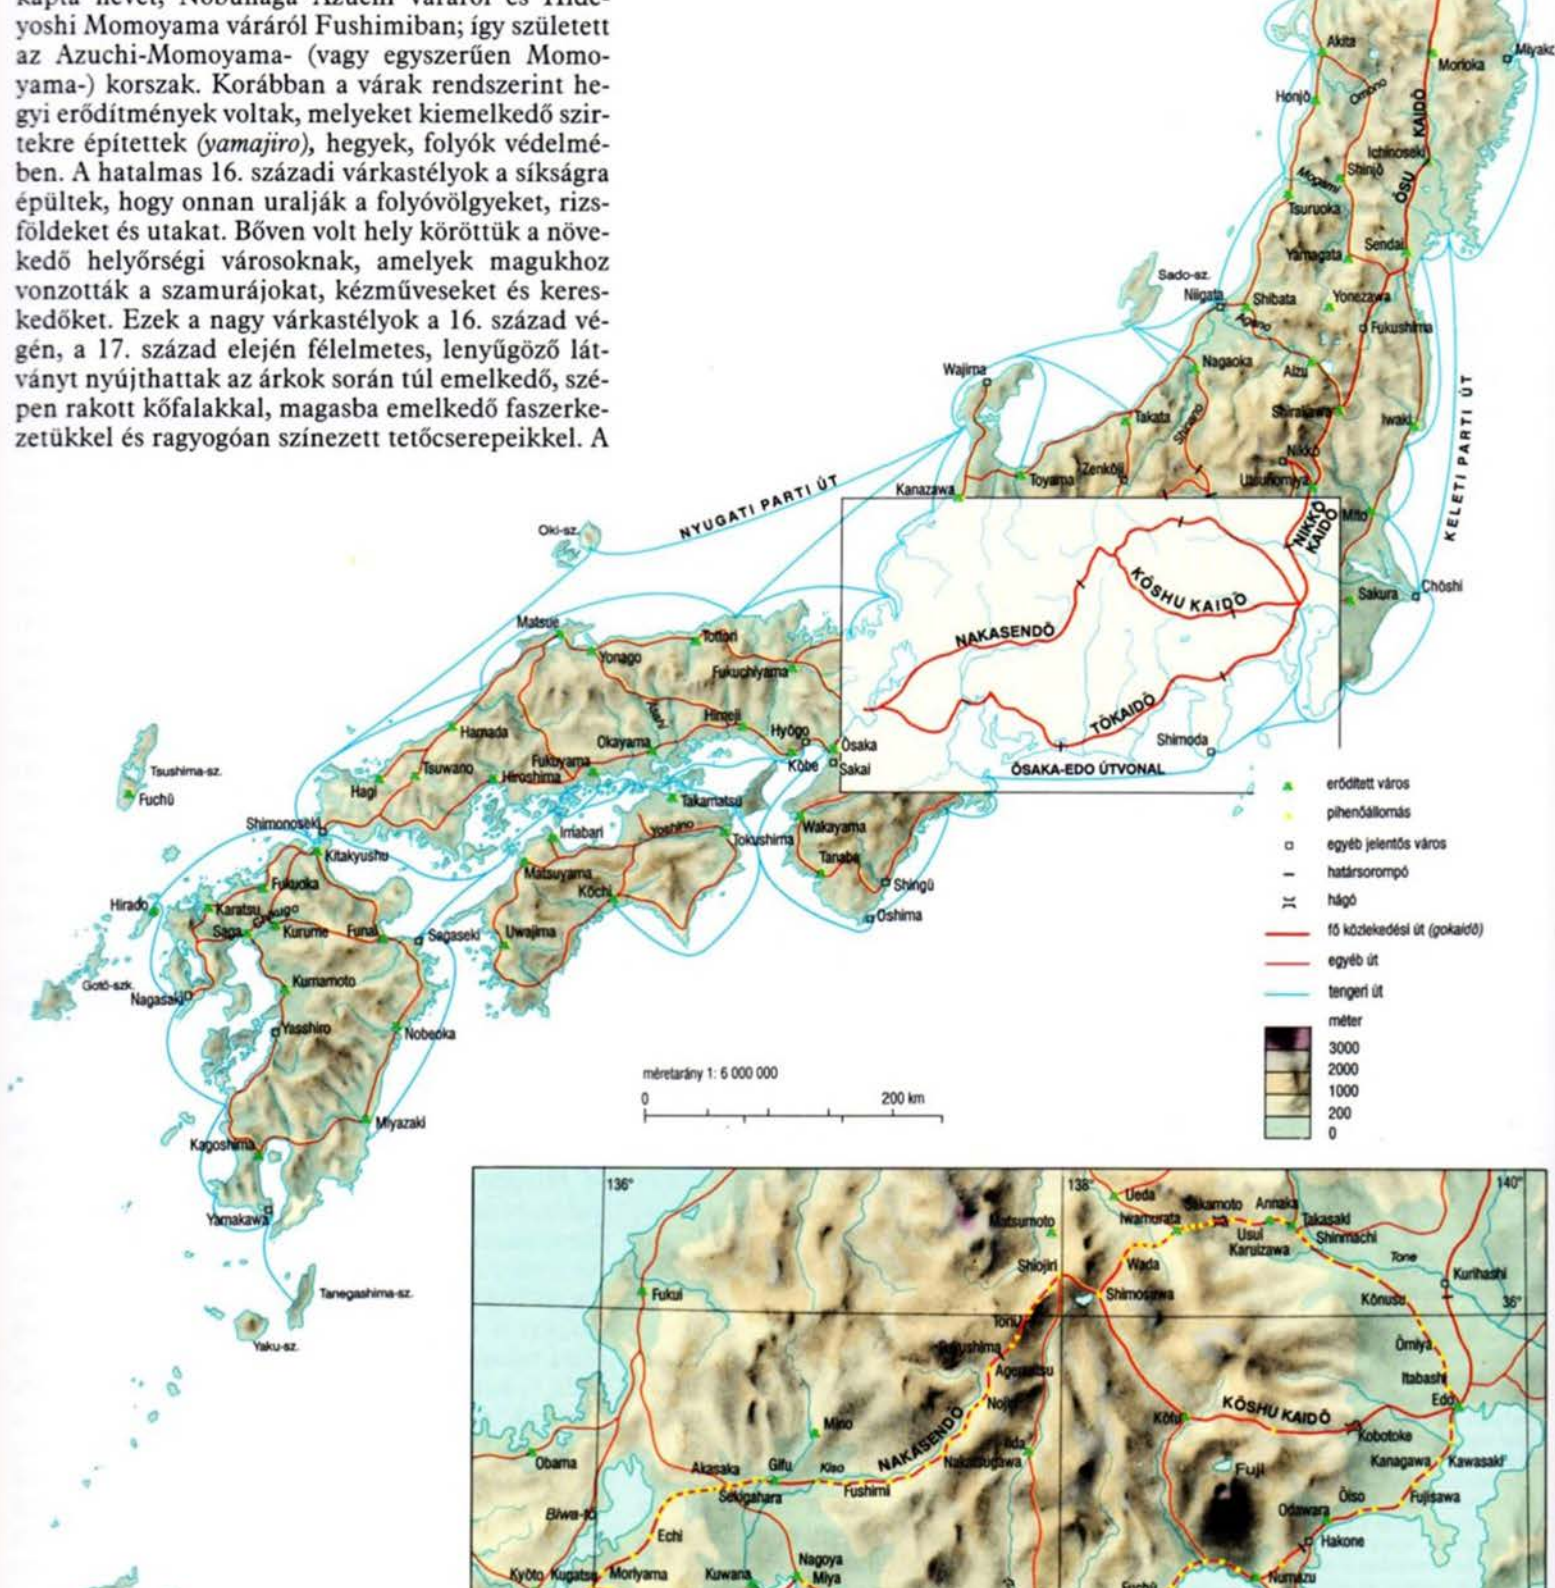 yoshi Momoyama váráról Fushimiban; így született
az Azuchi-Momoyama- (vagy egyszerűen Momo-
yama-) korszak. Korábban a várak rendszerint he-
gyi erődítmények voltak, melyeket kiemelkedő szir-
tekre építettek (yamajiro), hegyek, folyók védelmé-
ben. A hatalmas 16. századi várkastélyok a síkságra
épültek, hogy onnan uralják a folyóvölgyeket, rizs-
földeket és utakat. Bőven volt hely köröttük a növe-
kedő helyőrségi városoknak, amelyek magukhoz
vonzották a szamurájokat, kézműveseket és keres-
kedőket. Ezek a nagy várkastélyok a 16. század vé-
gén, a 17. század elején félelmetes, lenyűgöző lát-
ványt nyújthattak az árkok során túl emelkedő, szé-
pen rakott kőfalakkal, magasba emelkedő faszerke-
zetükkel és ragyogóan színezett tetőcserepeikkel. A
Akita
Morioka
Honjō
Omono
ŌSU KAIDŌ
Ichinoseki
Shinjō
Mogami
Tsuruoka
Sendai
Yamagata
Sado-sz.
Niigata
Shibata
Yonezawa
Agano
Fukushima
Nagaoka
Aizu
Wajima
Takata
Shinano
Shirakawa
Iwaki
KELETI PARTI ÚT
Nikkō
Zenkōji
Toyama
Utsunomiya
Kanazawa
NYUGATI PARTI ÚT
Mito
NIKKŌ KAIDŌ
Oki-sz.
KŌSHU KAIDŌ
Chōshi
Sakura
NAKASENDŌ
Matsue
Tottori
Yonago
Fukuchiyama
Asahi
Himeji
TŌKAIDŌ
Hamada
Hyōgo
Okayama
Ōsaka
Shimoda
Fukuyama
Kōbe
Sakai
ŌSAKA-EDO ÚTVONAL
Tsushima-sz.
Tsuwano
Hiroshima
Fuchū
Hagi
Takamatsu
Shimonoseki
Imabari
Yoshino
Tokushima
Wakayama
Kitakyushu
Tanabe
Matsuyama
Fukuoka
Kōchi
Shingū
Hirado
Karatsu
Chikugo
Oshima
Saga
Kurume
Funai
Sagaseki
Uwajima
Gotō-szk.
Nagasaki
Kumamoto
Yasshiro
Nobeoka
Miyazaki
Kagoshima
Yamakawa
Tanegashima-sz.
Yaku-sz.
erődített város
pihenőállomás
egyéb jelentős város
határsorompó
hágó
fő közlekedési út (gokaidō)
egyéb út
tengeri út
méter
3000
2000
1000
200
0
méretarány 1: 6 000 000
0 200 km
136° 138° 140°
Ueda
Sakamoto
Annaka
Matsumoto
Iwamurata
Takasaki
Usui
Shinmachi
Karuizawa
Shiojiri
Wada
Tone
Kurihashi
Fukui
Shimosuwa
Kōnusu
36°
Torii
Fukushima
Ōmiya
Agematsu
Itabashi
Nojiri
Edo
KŌSHU KAIDŌ
Kōfu
Mino
NAKASENDŌ
Kobotoke
Iida
Obama
Akasaka
Gifu
Kiso
Nakatsugawa
Kanagawa
Kawasaki
Fuji
Sekigahara
Fushimi
Ōiso
Fujisawa
Biwa-tó
Odawara
Echi
Hakone
Nagoya
Kyōto
Kugatsu
Moriyama
Kuwana
Miya
Numazu